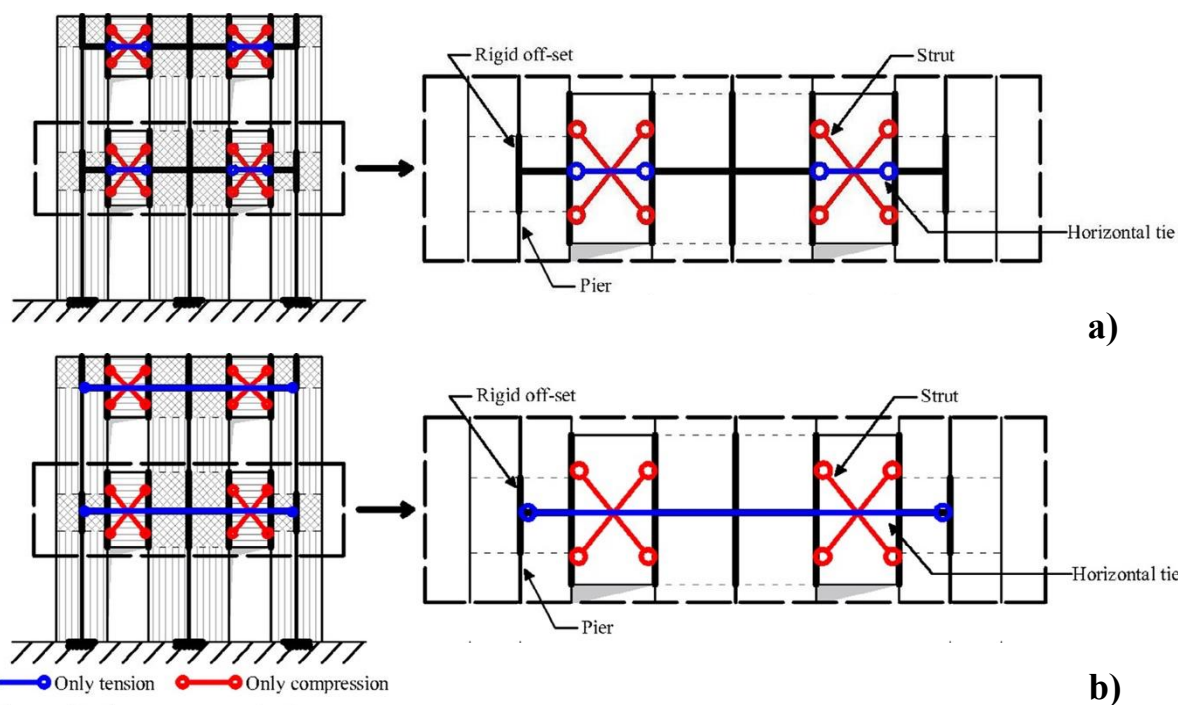 Rigid off-set
Strut
Horizontal tie
Pier
a)
Rigid off-set
Strut
Horizontal tie
Pier
Only tension
Only compression
b)